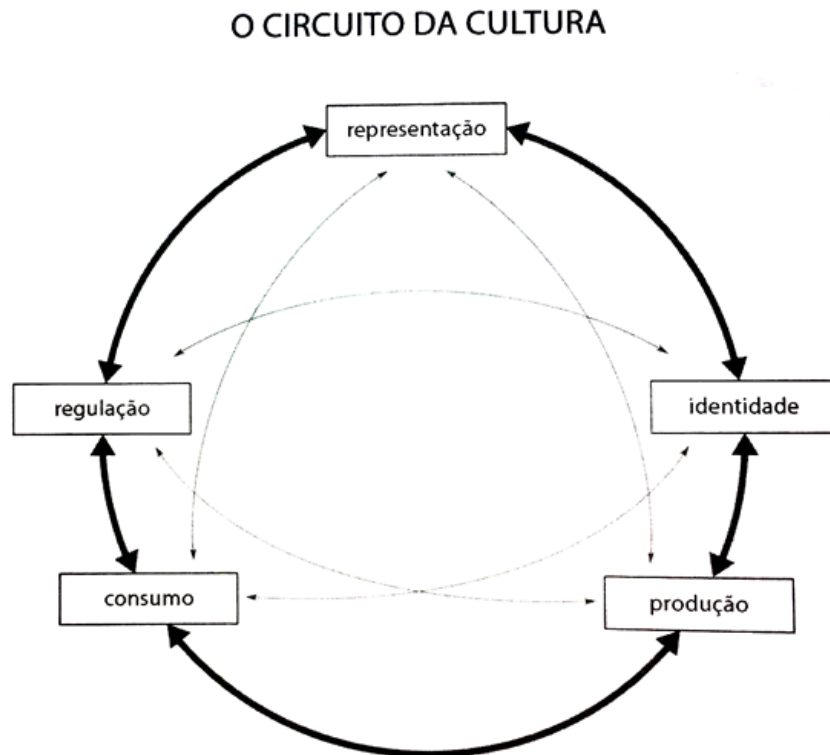 O CIRCUITO DA CULTURA
representação
regulação
identidade
consumo
produção